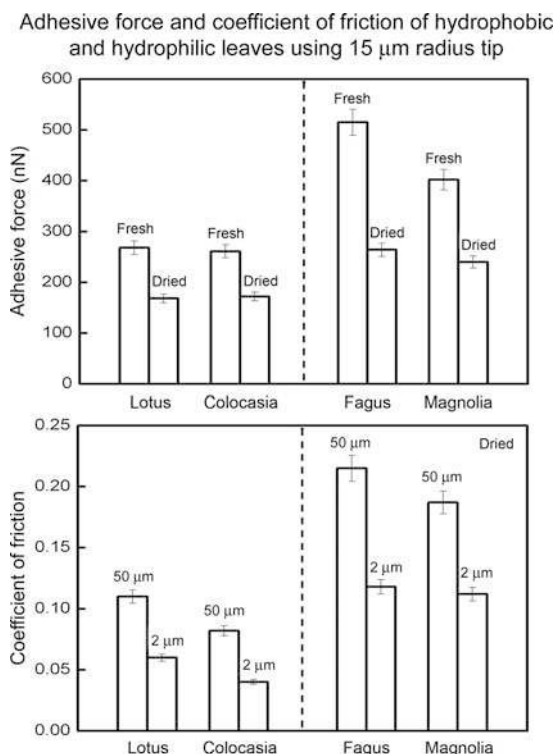 Adhesive force and coefficient of friction of hydrophobic
and hydrophilic leaves using 15 μm radius tip
Adhesive force (nN)
600
500
400
300
200
100
0
Fresh
Dried
Fresh
Dried
Fresh
Dried
Fresh
Dried
Lotus
Colocasia
Fagus
Magnolia
Coefficient of friction
0.25
0.20
0.15
0.10
0.05
0.00
Dried
50 μm
2 μm
50 μm
2 μm
50 μm
2 μm
50 μm
2 μm
Lotus
Colocasia
Fagus
Magnolia